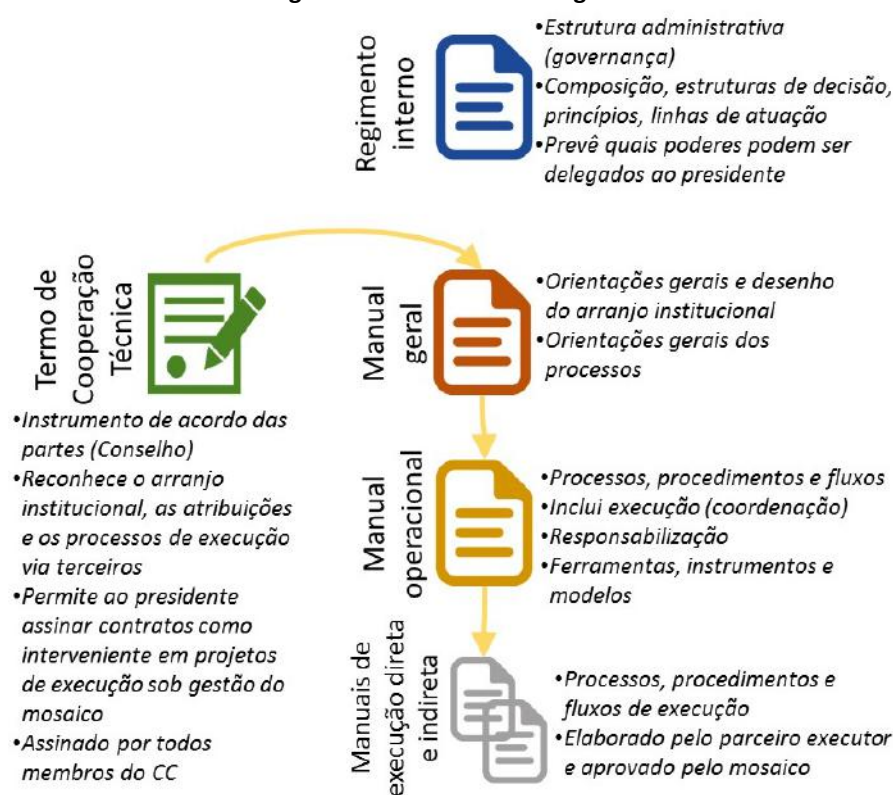 Regimento
interno
•Estrutura administrativa
(governança)
•Composição, estruturas de decisão,
princípios, linhas de atuação
•Prevê quais poderes podem ser
delegados ao presidente
Termo de
Cooperação
Técnica
•Instrumento de acordo das
partes (Conselho)
•Reconhece o arranjo
institucional, as atribuições
e os processos de execução
via terceiros
•Permite ao presidente
assinar contratos como
interveniente em projetos
de execução sob gestão do
mosaico
•Assinado por todos
membros do CC
Manual
geral
•Orientações gerais e desenho
do arranjo institucional
•Orientações gerais dos
processos
Manual
operacional
•Processos, procedimentos e fluxos
•Inclui execução (coordenação)
•Responsabilização
•Ferramentas, instrumentos e
modelos
Manuais de
execução direta
e indireta
•Processos, procedimentos e
fluxos de execução
•Elaborado pelo parceiro executor
e aprovado pelo mosaico